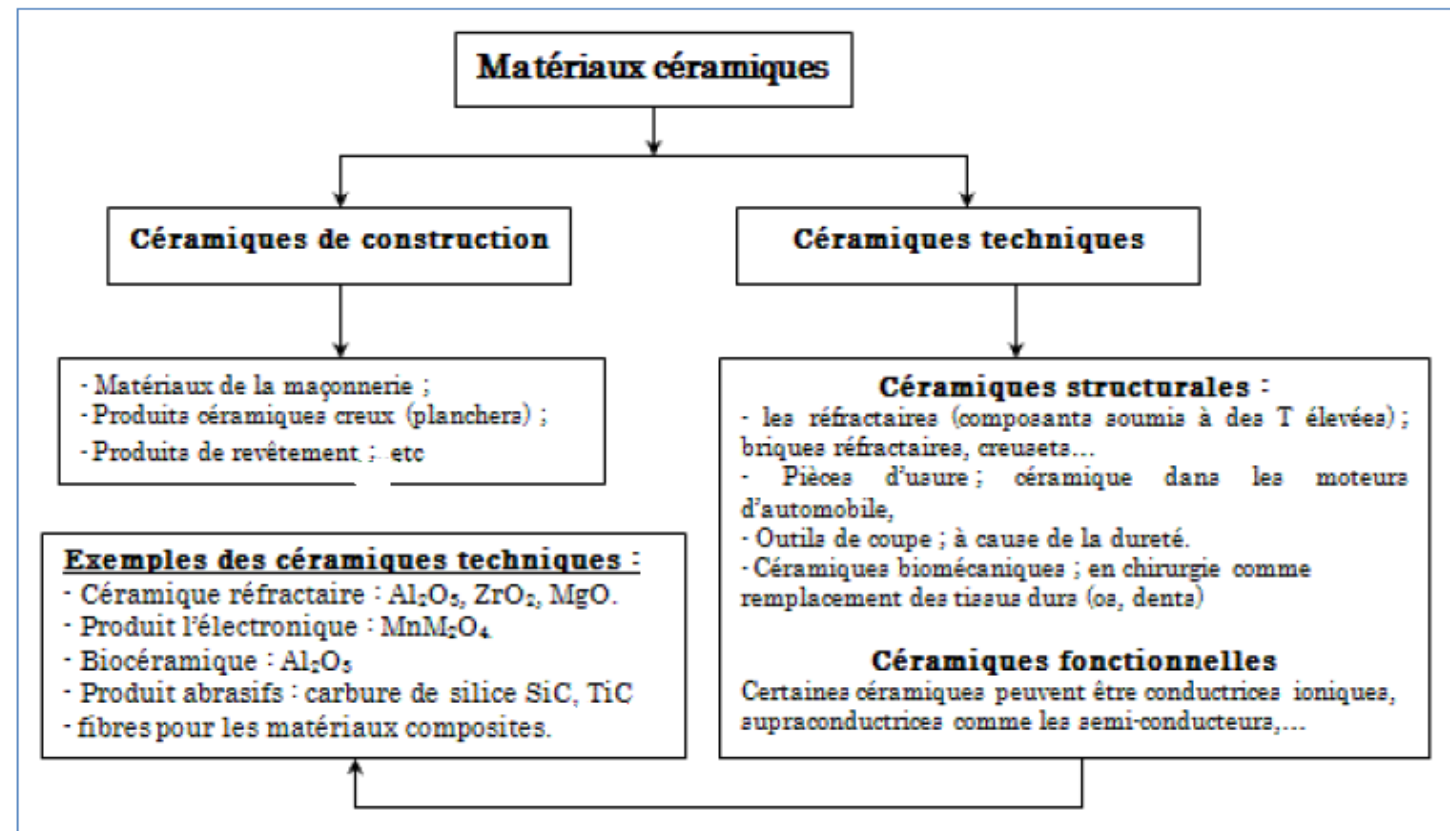 Matériaux céramiques
Céramiques de construction
Céramiques techniques
- Matériaux de la maçonnerie ;
- Produits céramiques creux (planchers) ;
- Produits de revêtement ; etc
Céramiques structurales :
- les réfractaires (composants soumis à des T élevées) ;
briques réfractaires, creusets...
- Pièces d'usure ; céramique dans les moteurs
d'automobile,
- Outils de coupe ; à cause de la dureté.
- Céramiques biomécaniques ; en chirurgie comme
remplacement des tissus durs (os, dents)
Céramiques fonctionnelles
Certaines céramiques peuvent être conductrices ioniques,
supraconductrices comme les semi-conducteurs,...
Exemples des céramiques techniques :
- Céramique réfractaire : Al₂O₅, ZrO₂, MgO.
- Produit l'électronique : MnM₂O₄
- Biocéramique : Al₂O₅
- Produit abrasifs : carbure de silice SiC, TiC
- fibres pour les matériaux composites.